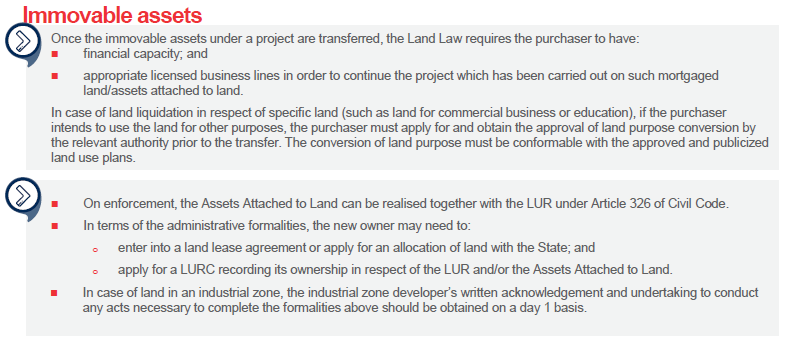 Immovable assets
Once the immovable assets under a project are transferred, the Land Law requires the purchaser to have:
■ financial capacity; and
■ appropriate licensed business lines in order to continue the project which has been carried out on such mortgaged
land/assets attached to land.
In case of land liquidation in respect of specific land (such as land for commercial business or education), if the purchaser
intends to use the land for other purposes, the purchaser must apply for and obtain the approval of land purpose conversion by
the relevant authority prior to the transfer. The conversion of land purpose must be conformable with the approved and publicized
land use plans.
■ On enforcement, the Assets Attached to Land can be realised together with the LUR under Article 326 of Civil Code.
■ In terms of the administrative formalities, the new owner may need to:
o enter into a land lease agreement or apply for an allocation of land with the State; and
o apply for a LURC recording its ownership in respect of the LUR and/or the Assets Attached to Land.
■ In case of land in an industrial zone, the industrial zone developer's written acknowledgement and undertaking to conduct
any acts necessary to complete the formalities above should be obtained on a day 1 basis.